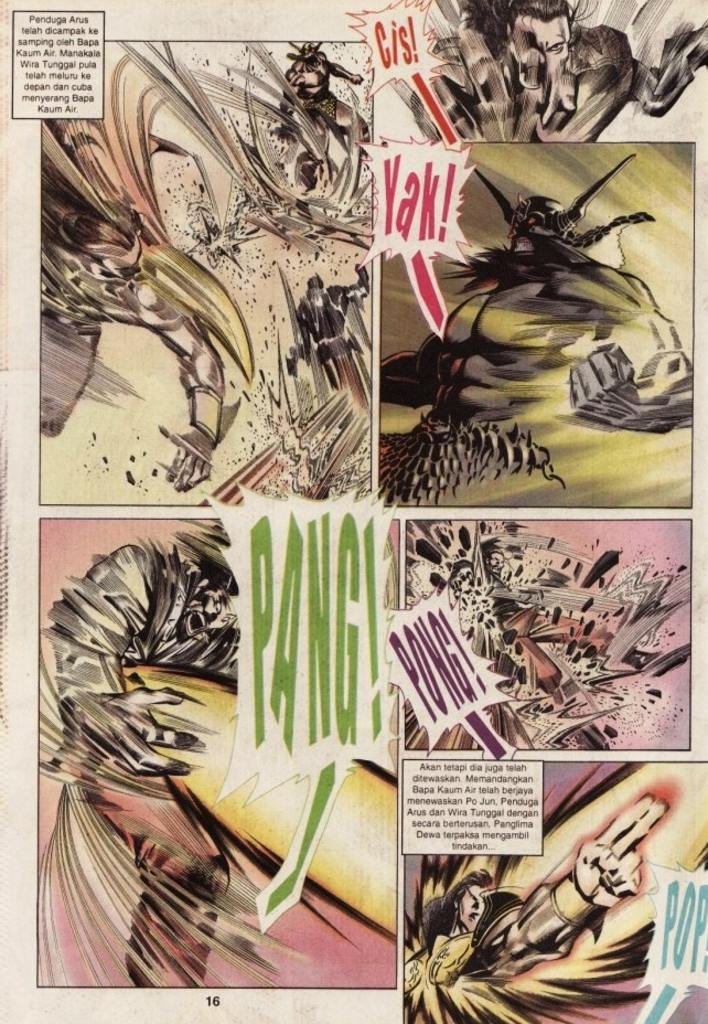 Penduga Arus
telah dicampak ke
samping oleh Bapa
Kaum Air. Manakala
Wira Tunggal pula
telah meluru ke
depan dan cuba
menyerang Bapa
Kaum Air.
Cis!
Yak!
PANG!
PONG!
Akan tetapi dia juga telah
ditewaskan. Memandangkan
Bapa Kaum Air telah berjaya
menewaskan Po Jun, Penduga
Arus dan Wira Tunggal dengan
secara berterusan, Panglima
Dewa terpaksa mengambil
tindakan...
POP!
16